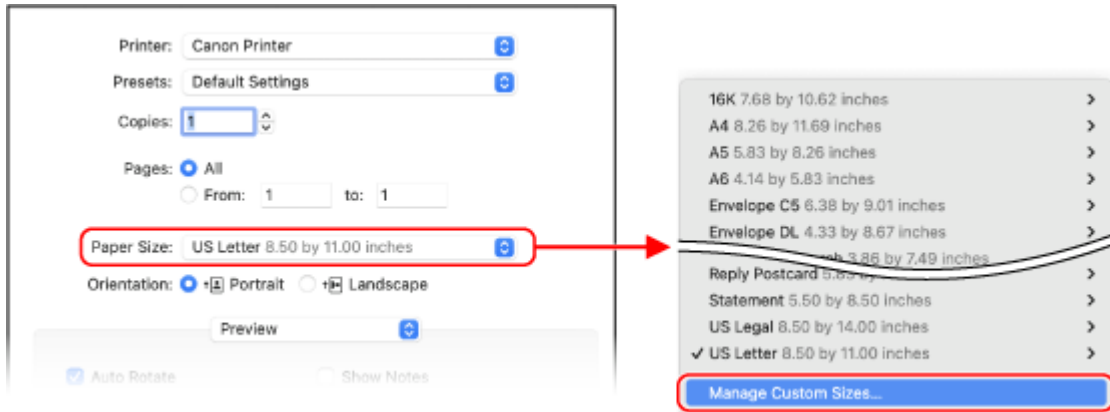 Printer: Canon Printer
Presets: Default Settings
Copies: 1
Pages: All
From: 1 to: 1
Paper Size: US Letter 8.50 by 11.00 inches
Orientation: Portrait Landscape
Preview
Auto Rotate Show Notes
16K 7.68 by 10.62 inches
A4 8.26 by 11.69 inches
A5 5.83 by 8.26 inches
A6 4.14 by 5.83 inches
Envelope C5 6.38 by 9.01 inches
Envelope DL 4.33 by 8.67 inches
3.86 by 7.49 inches
Reply Postcard
Statement 5.50 by 8.50 inches
US Legal 8.50 by 14.00 inches
US Letter 8.50 by 11.00 inches
Manage Custom Sizes...